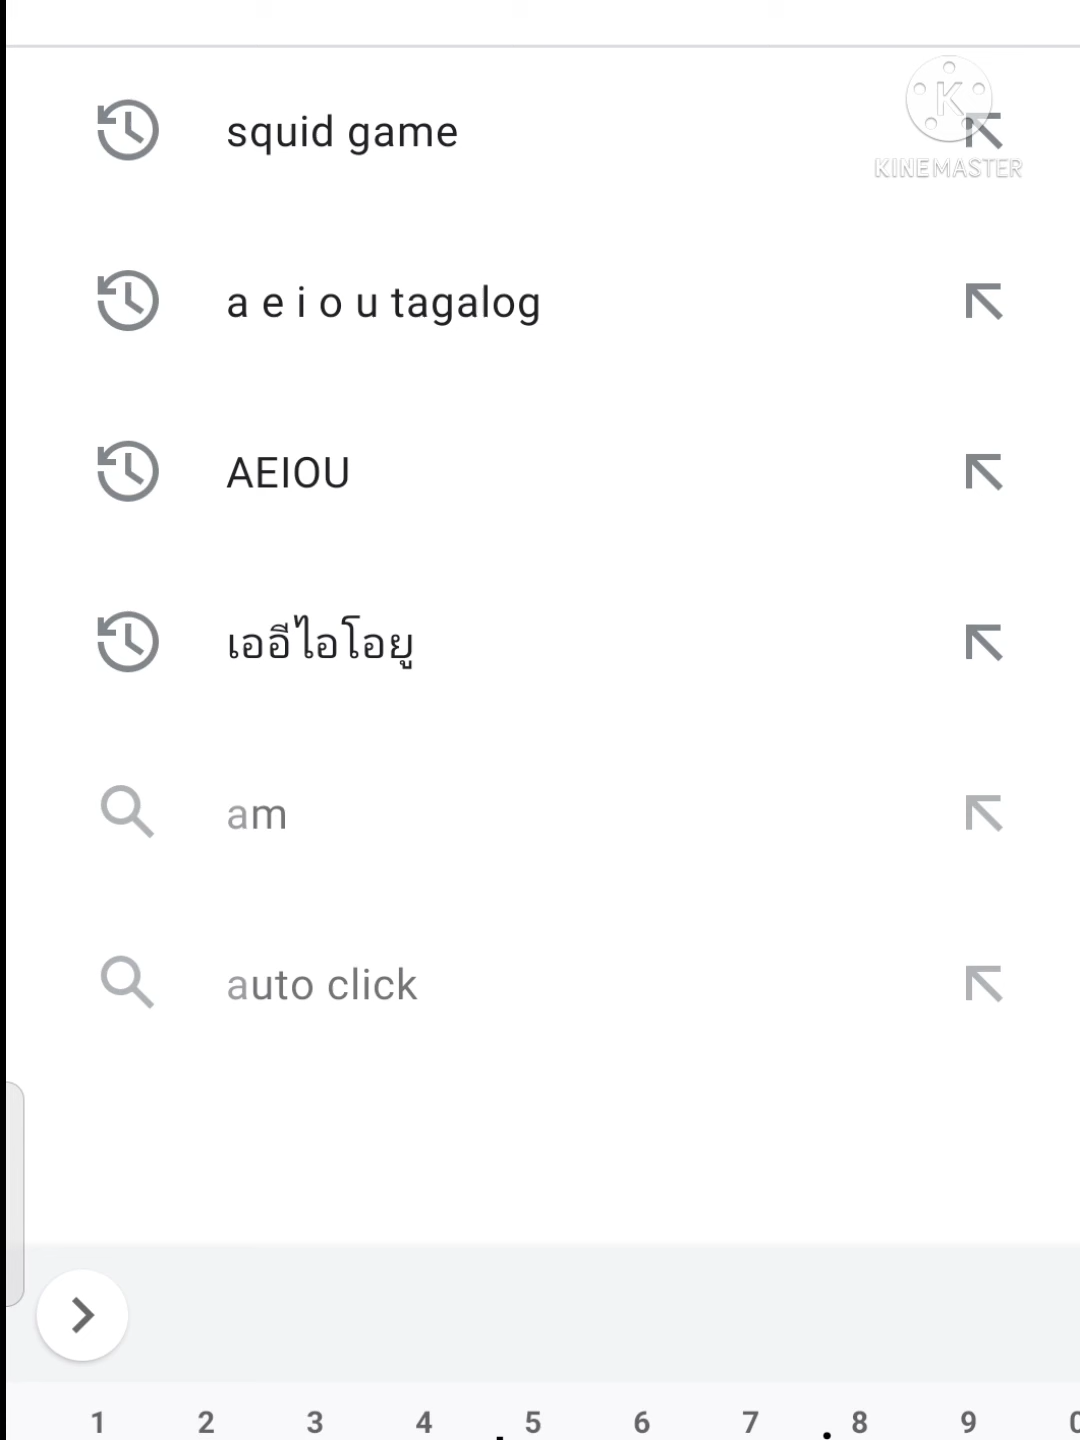 squid game
K
KINEMASTER
a e i o u tagalog
AEIOU
เออีไอโอยู
am
auto click
1 2 3 4 5 6 7 8 9